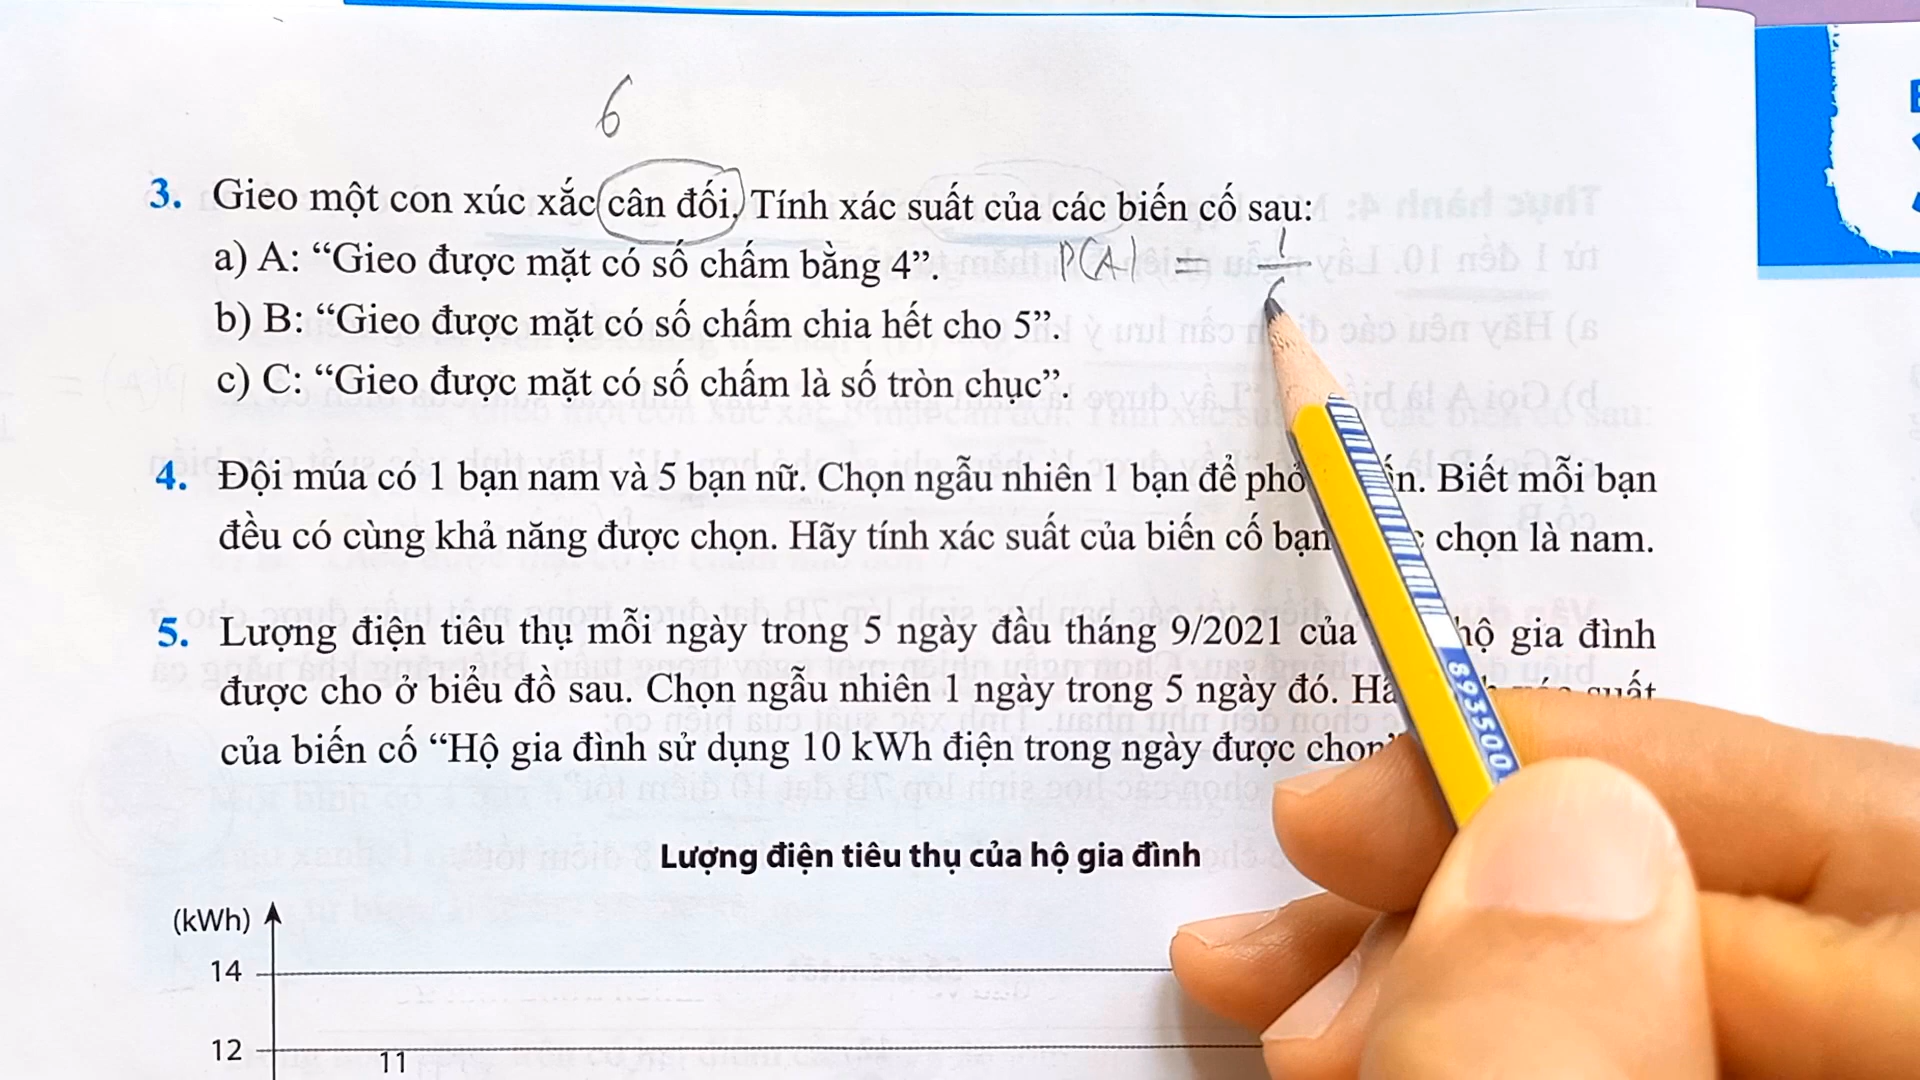 6
3. Gieo một con xúc xắc cân đối. Tính xác suất của các biến cố sau:
a) A: “Gieo được mặt có số chấm bằng 4”. P(A) = 1
b) B: “Gieo được mặt có số chấm chia hết cho 5”.
c) C: “Gieo được mặt có số chấm là số tròn chục”.
4. Đội múa có 1 bạn nam và 5 bạn nữ. Chọn ngẫu nhiên 1 bạn để phỏ ấn. Biết mỗi bạn
đều có cùng khả năng được chọn. Hãy tính xác suất của biến cố bạn chọn là nam.
5. Lượng điện tiêu thụ mỗi ngày trong 5 ngày đầu tháng 9/2021 của hộ gia đình
được cho ở biểu đồ sau. Chọn ngẫu nhiên 1 ngày trong 5 ngày đó. suất
của biến cố “Hộ gia đình sử dụng 10 kWh điện trong ngày được chọn”
Lượng điện tiêu thụ của hộ gia đình
(kWh)
14
12
11
893500